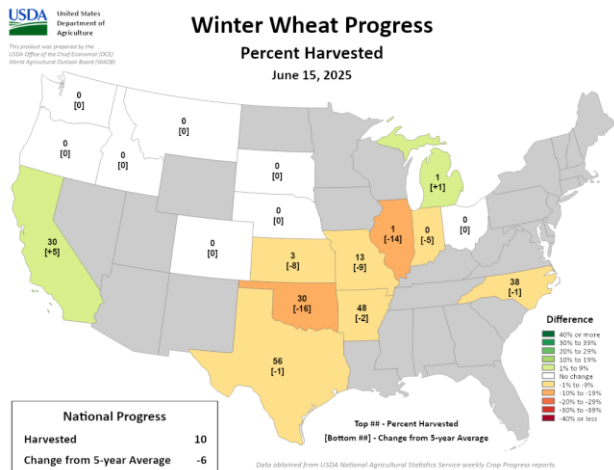 USDA
United States
Department of
Agriculture
This product was prepared by the
USDA Office of the Chief Economist (OCE)
World Agricultural Outlook Board (WAOB)
Winter Wheat Progress
Percent Harvested
June 15, 2025
0
[0]
0
[0]
0
[0]
0
[0]
0
[0]
0
[0]
0
[0]
1
[+1]
0
[0]
30
[+5]
3
[-8]
13
[-9]
1
[-14]
0
[-5]
30
[-16]
48
[-2]
38
[-1]
56
[-1]
Difference
40% or more
30% to 39%
20% to 29%
10% to 19%
1% to 9%
No change
-1% to -9%
-10% to -19%
-20% to -29%
-30% to -39%
-40% or less
National Progress
Harvested 10
Change from 5-year Average -6
Top ## - Percent Harvested
[Bottom ##] - Change from 5-year Average
Data obtained from USDA National Agricultural Statistics Service weekly Crop Progress reports.